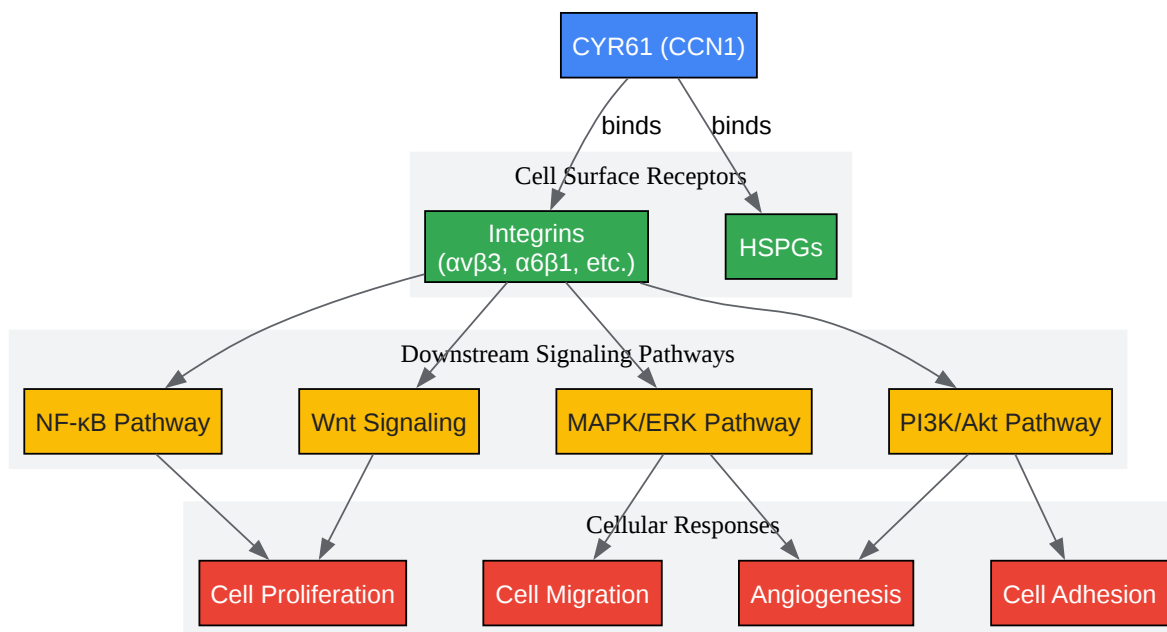 CYR61 (CCN1)
binds
binds
Cell Surface Receptors
Integrins
(αvβ3, α6β1, etc.)
HSPGs
Downstream Signaling Pathways
NF-κB Pathway
Wnt Signaling
MAPK/ERK Pathway
PI3K/Akt Pathway
Cellular Responses
Cell Proliferation
Cell Migration
Angiogenesis
Cell Adhesion